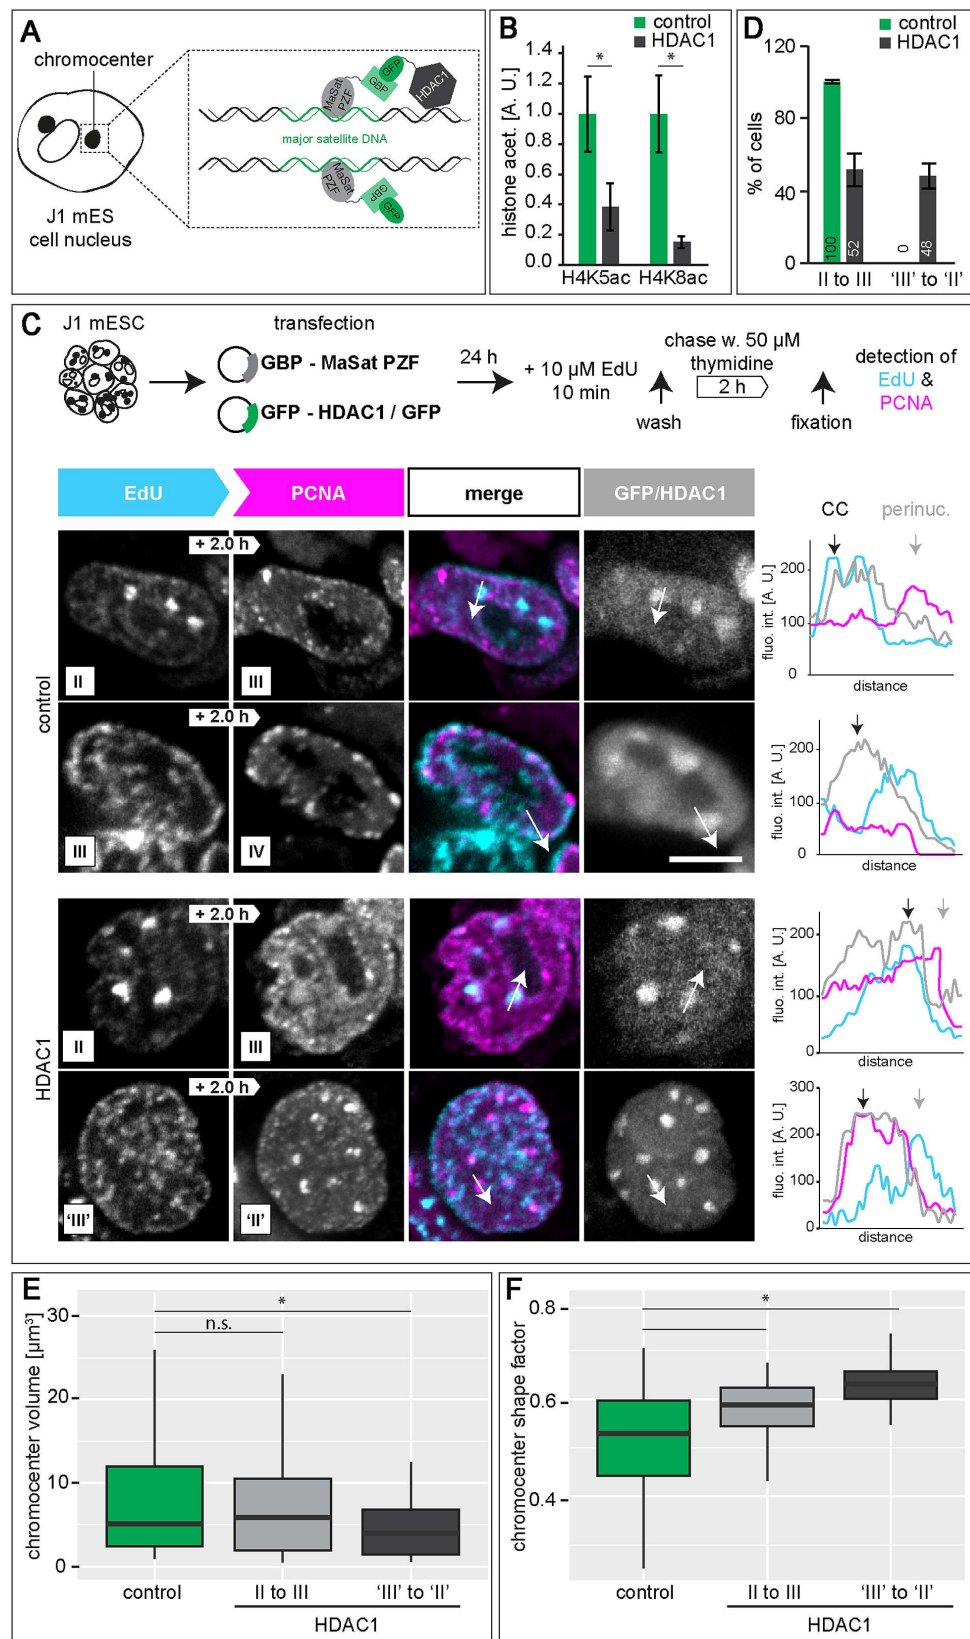 A
chromocenter
J1 mES
cell nucleus
MaSat
PZF
GBP
GFP
HDAC1
major satellite DNA
MaSat
PZF
GBP
GFP
B
control
HDAC1
histone acet. [A. U.]
1.4
1.2
1.0
0.8
0.6
0.4
0.2
0.0
*
*
H4K5ac
H4K8ac
D
control
HDAC1
% of cells
120
80
40
0
100
52
0
48
II to III
‘III’ to ‘II’
C
J1 mESC
transfection
GBP - MaSat PZF
GFP - HDAC1 / GFP
24 h
+ 10 µM EdU
10 min
wash
chase w. 50 µM
thymidine
2 h
fixation
detection of
EdU &
PCNA
EdU
PCNA
merge
GFP/HDAC1
CC
perinuc.
control
+ 2.0 h
II
III
fluo. int. [A. U.]
200
100
0
distance
+ 2.0 h
III
IV
fluo. int. [A. U.]
200
100
0
distance
HDAC1
+ 2.0 h
II
III
fluo. int. [A. U.]
200
100
0
distance
+ 2.0 h
‘III’
‘II’
fluo. int. [A. U.]
300
200
100
0
distance
E
chromocenter volume [µm³]
30
20
10
0
*
n.s.
control
II to III
‘III’ to ‘II’
HDAC1
F
chromocenter shape factor
0.8
0.6
0.4
*
control
II to III
‘III’ to ‘II’
HDAC1